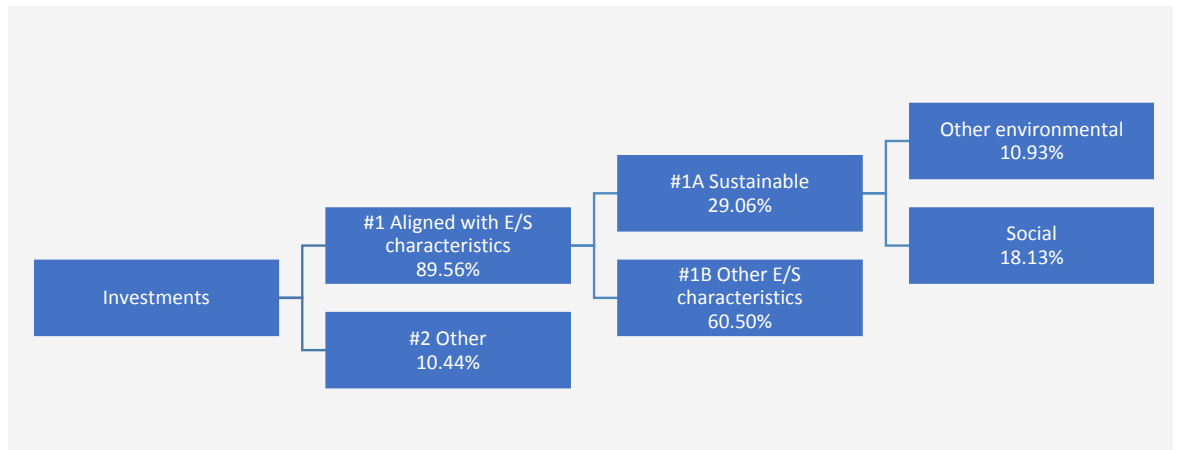 Investments
#1 Aligned with E/S
characteristics
89.56%
#2 Other
10.44%
#1A Sustainable
29.06%
#1B Other E/S
characteristics
60.50%
Other environmental
10.93%
Social
18.13%